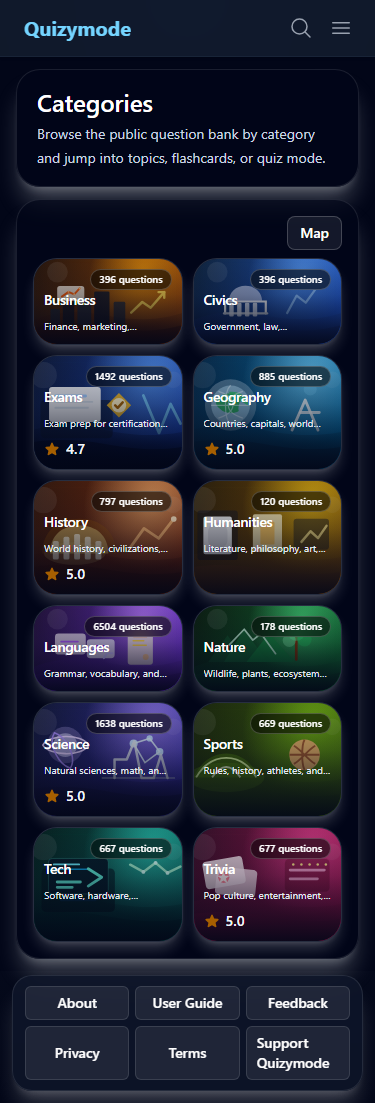 Quizymode
Categories
Browse the public question bank by category
and jump into topics, flashcards, or quiz mode.
Map
396 questions
Business
Finance, marketing,...
396 questions
Civics
Government, law,...
1492 questions
Exams
Exam prep for certification...
4.7
885 questions
Geography
Countries, capitals, world...
5.0
797 questions
History
World history, civilizations,...
5.0
120 questions
Humanities
Literature, philosophy, art,...
6504 questions
Languages
Grammar, vocabulary, and...
178 questions
Nature
Wildlife, plants, ecosystem...
1638 questions
Science
Natural sciences, math, an...
5.0
669 questions
Sports
Rules, history, athletes, and...
667 questions
Tech
Software, hardware,...
677 questions
Trivia
Pop culture, entertainment,...
5.0
About
User Guide
Feedback
Privacy
Terms
Support
Quizymode